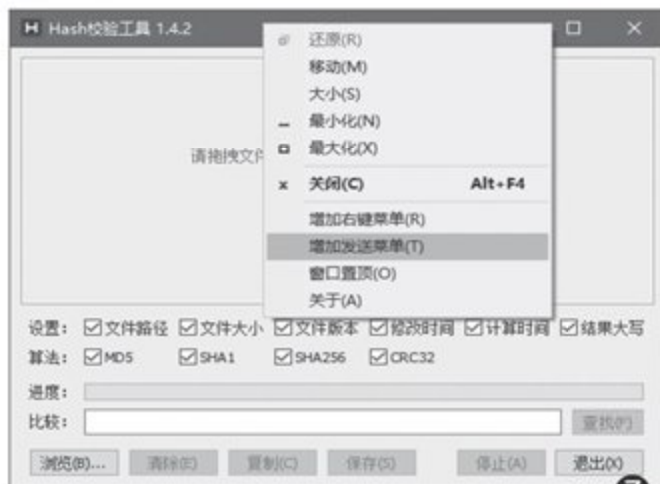 Hash校验工具 1.4.2
还原(R)
移动(M)
大小(S)
最小化(N)
最大化(X)
关闭(C) Alt+F4
增加右键菜单(R)
增加发送菜单(T)
窗口置顶(O)
关于(A)
请拖拽文件
设置: 文件路径 文件大小 文件版本 修改时间 计算时间 结果大写
算法: MD5 SHA1 SHA256 CRC32
进度:
比较: 查找(F)
浏览(B)... 清除(E) 复制(C) 保存(S) 停止(A) 退出(X)